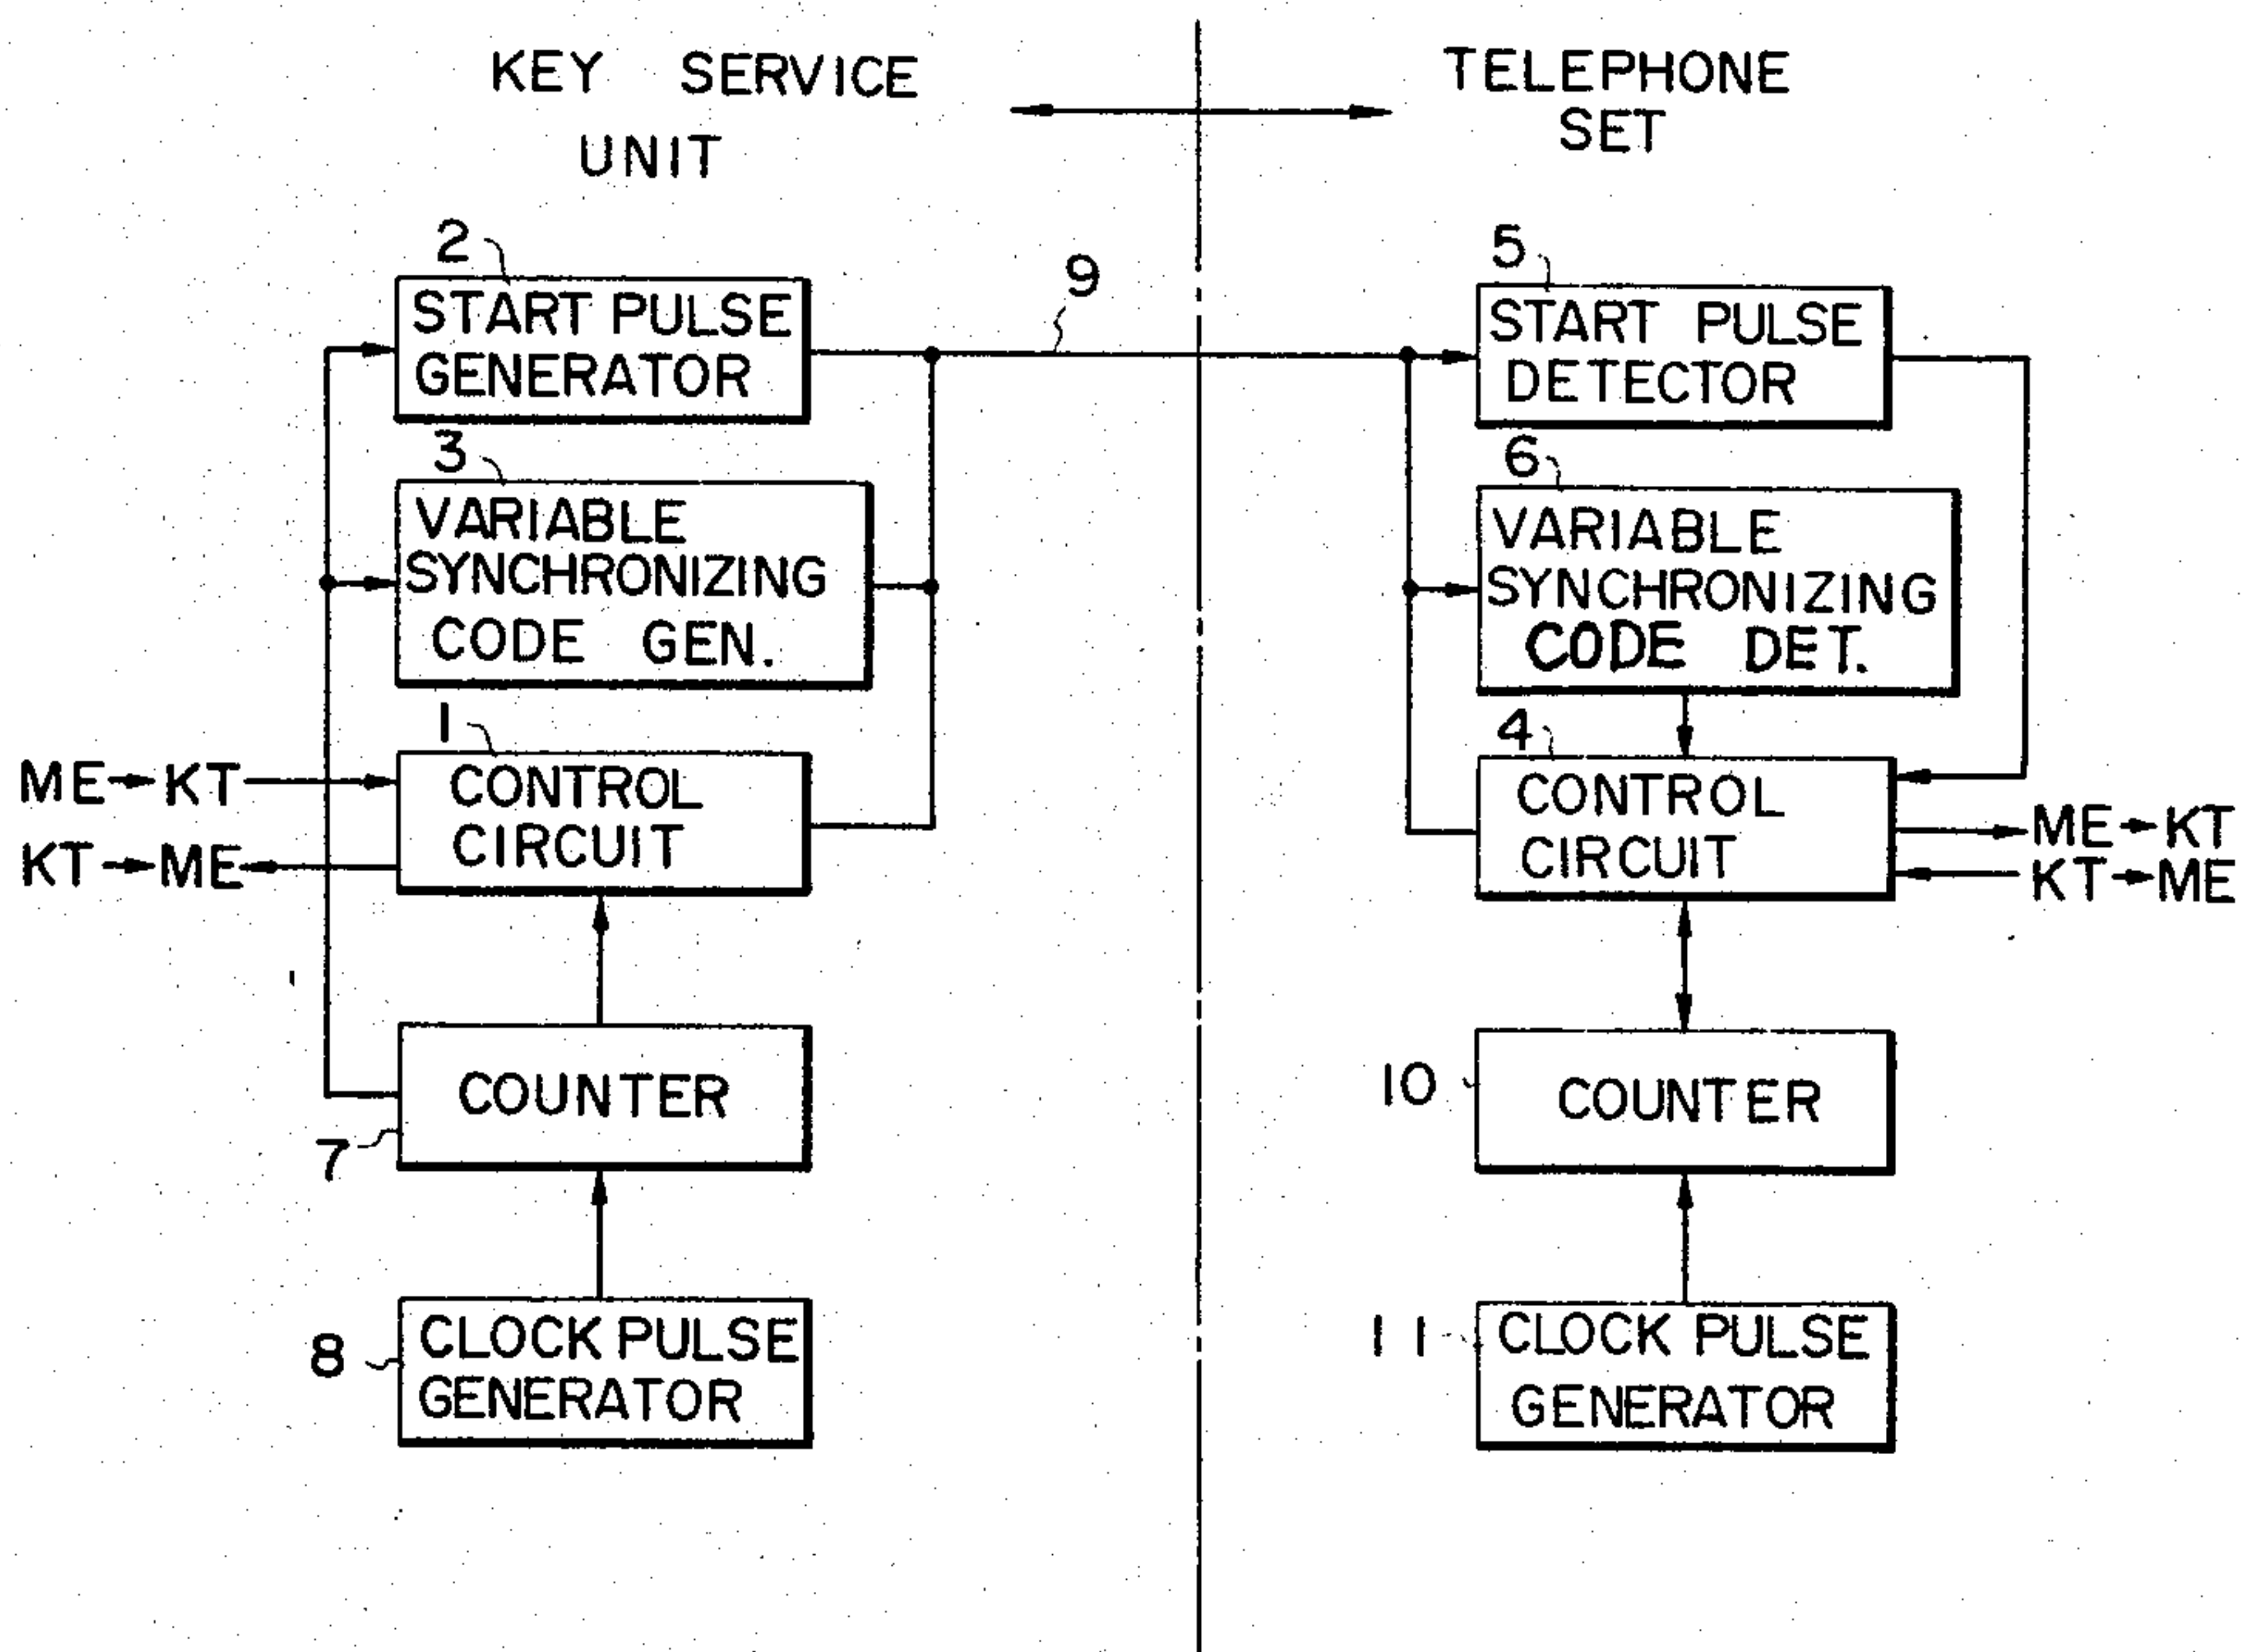 KEY SERVICE
UNIT
TELEPHONE
SET
2
START PULSE
GENERATOR
9
5
START PULSE
DETECTOR
3
VARIABLE
SYNCHRONIZING
CODE GEN.
6
VARIABLE
SYNCHRONIZING
CODE DET.
1
ME→KT
KT→ME
CONTROL
CIRCUIT
4
CONTROL
CIRCUIT
ME→KT
KT→ME
7
COUNTER
10
COUNTER
8
CLOCK PULSE
GENERATOR
11
CLOCK PULSE
GENERATOR